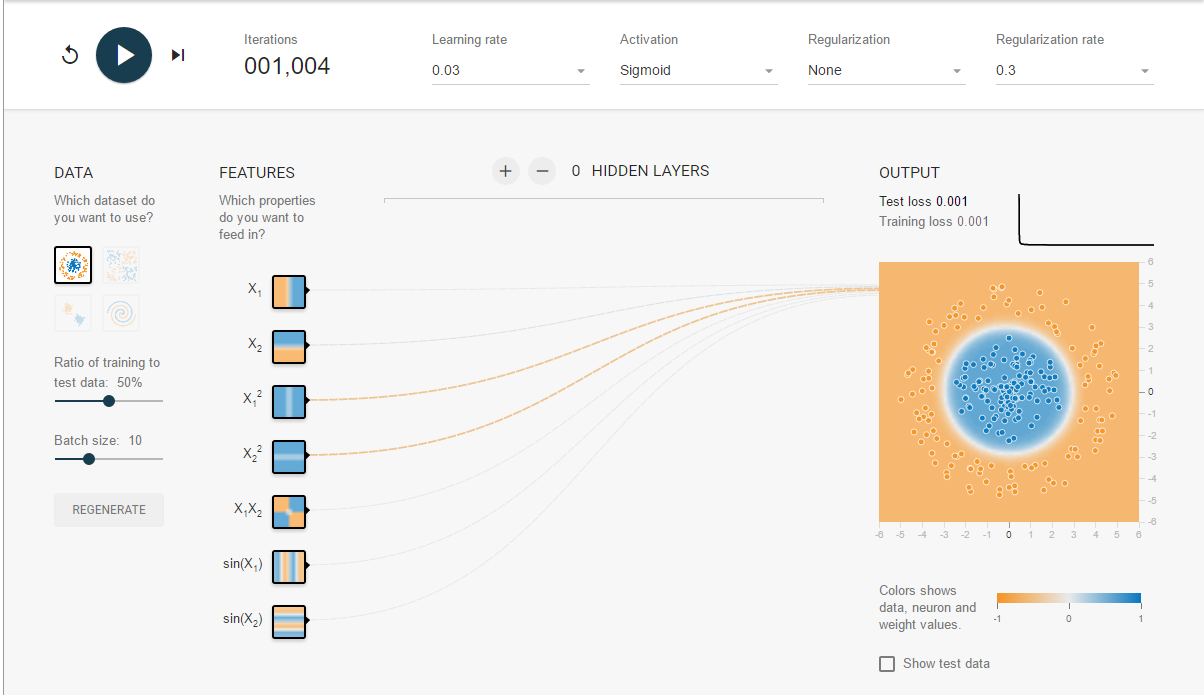 Iterations
001,004
Learning rate
0.03
Activation
Sigmoid
Regularization
None
Regularization rate
0.3
DATA
Which dataset do
you want to use?
Ratio of training to
test data: 50%
Batch size: 10
REGENERATE
FEATURES
Which properties
do you want to
feed in?
X₁
X₂
X₁²
X₂²
X₁X₂
sin(X₁)
sin(X₂)
+ − 0 HIDDEN LAYERS
OUTPUT
Test loss 0.001
Training loss 0.001
6
5
4
3
2
1
0
-1
-2
-3
-4
-5
-6
-6 -5 -4 -3 -2 -1 0 1 2 3 4 5 6
Colors shows
data, neuron and
weight values.
-1 0 1
Show test data